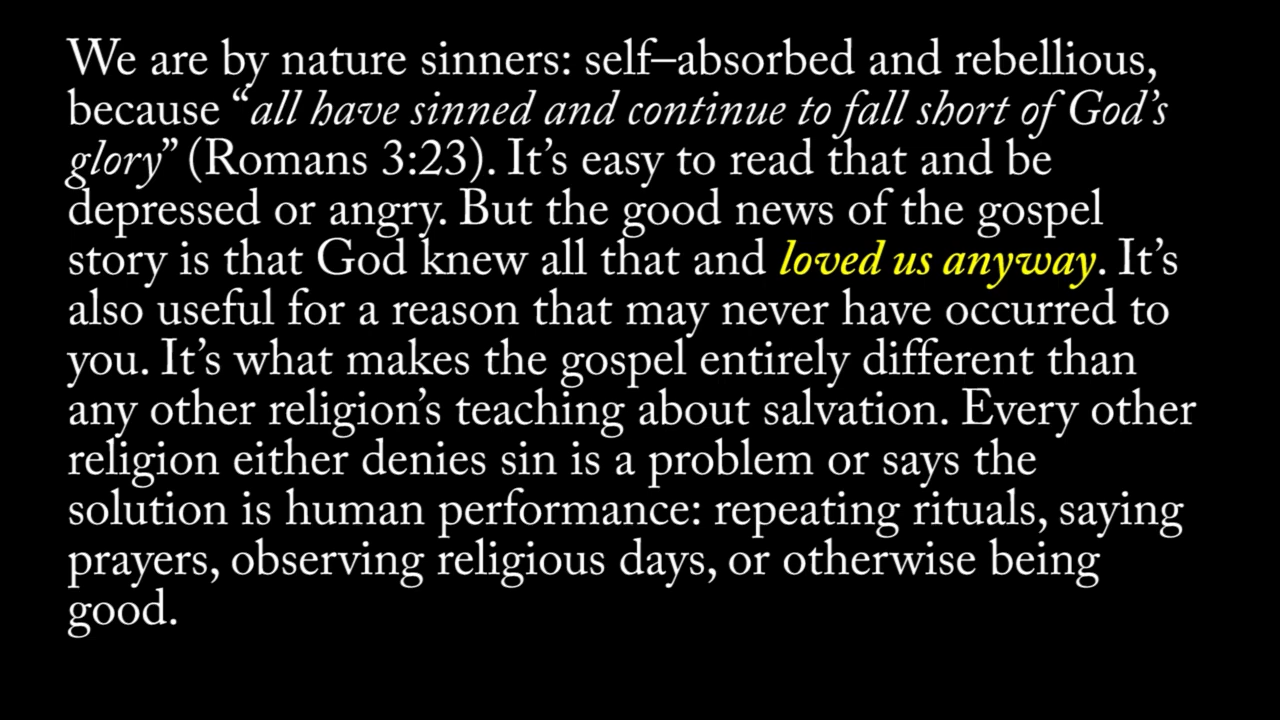 We are by nature sinners: self–absorbed and rebellious,
because “all have sinned and continue to fall short of God’s
glory” (Romans 3:23). It’s easy to read that and be
depressed or angry. But the good news of the gospel
story is that God knew all that and loved us anyway. It’s
also useful for a reason that may never have occurred to
you. It’s what makes the gospel entirely different than
any other religion’s teaching about salvation. Every other
religion either denies sin is a problem or says the
solution is human performance: repeating rituals, saying
prayers, observing religious days, or otherwise being
good.